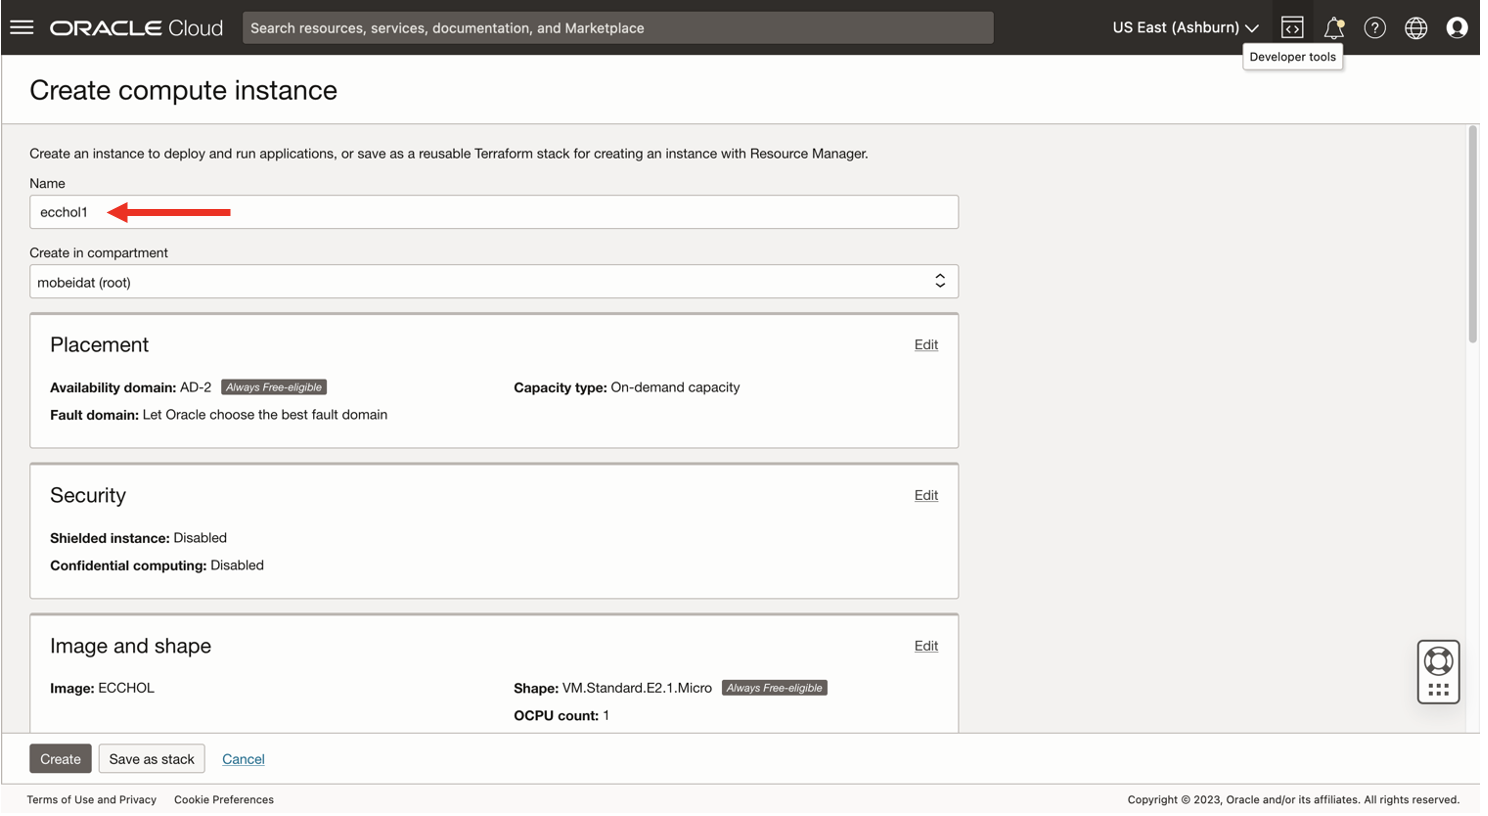 ORACLE Cloud
Search resources, services, documentation, and Marketplace
US East (Ashburn)
Developer tools
Create compute instance
Create an instance to deploy and run applications, or save as a reusable Terraform stack for creating an instance with Resource Manager.
Name
ecchol1
Create in compartment
mobeidat (root)
Placement
Edit
Availability domain: AD-2 Always Free-eligible
Capacity type: On-demand capacity
Fault domain: Let Oracle choose the best fault domain
Security
Edit
Shielded instance: Disabled
Confidential computing: Disabled
Image and shape
Edit
Image: ECCHOL
Shape: VM.Standard.E2.1.Micro Always Free-eligible
OCPU count: 1
Create
Save as stack
Cancel
Terms of Use and Privacy
Cookie Preferences
Copyright © 2023, Oracle and/or its affiliates. All rights reserved.